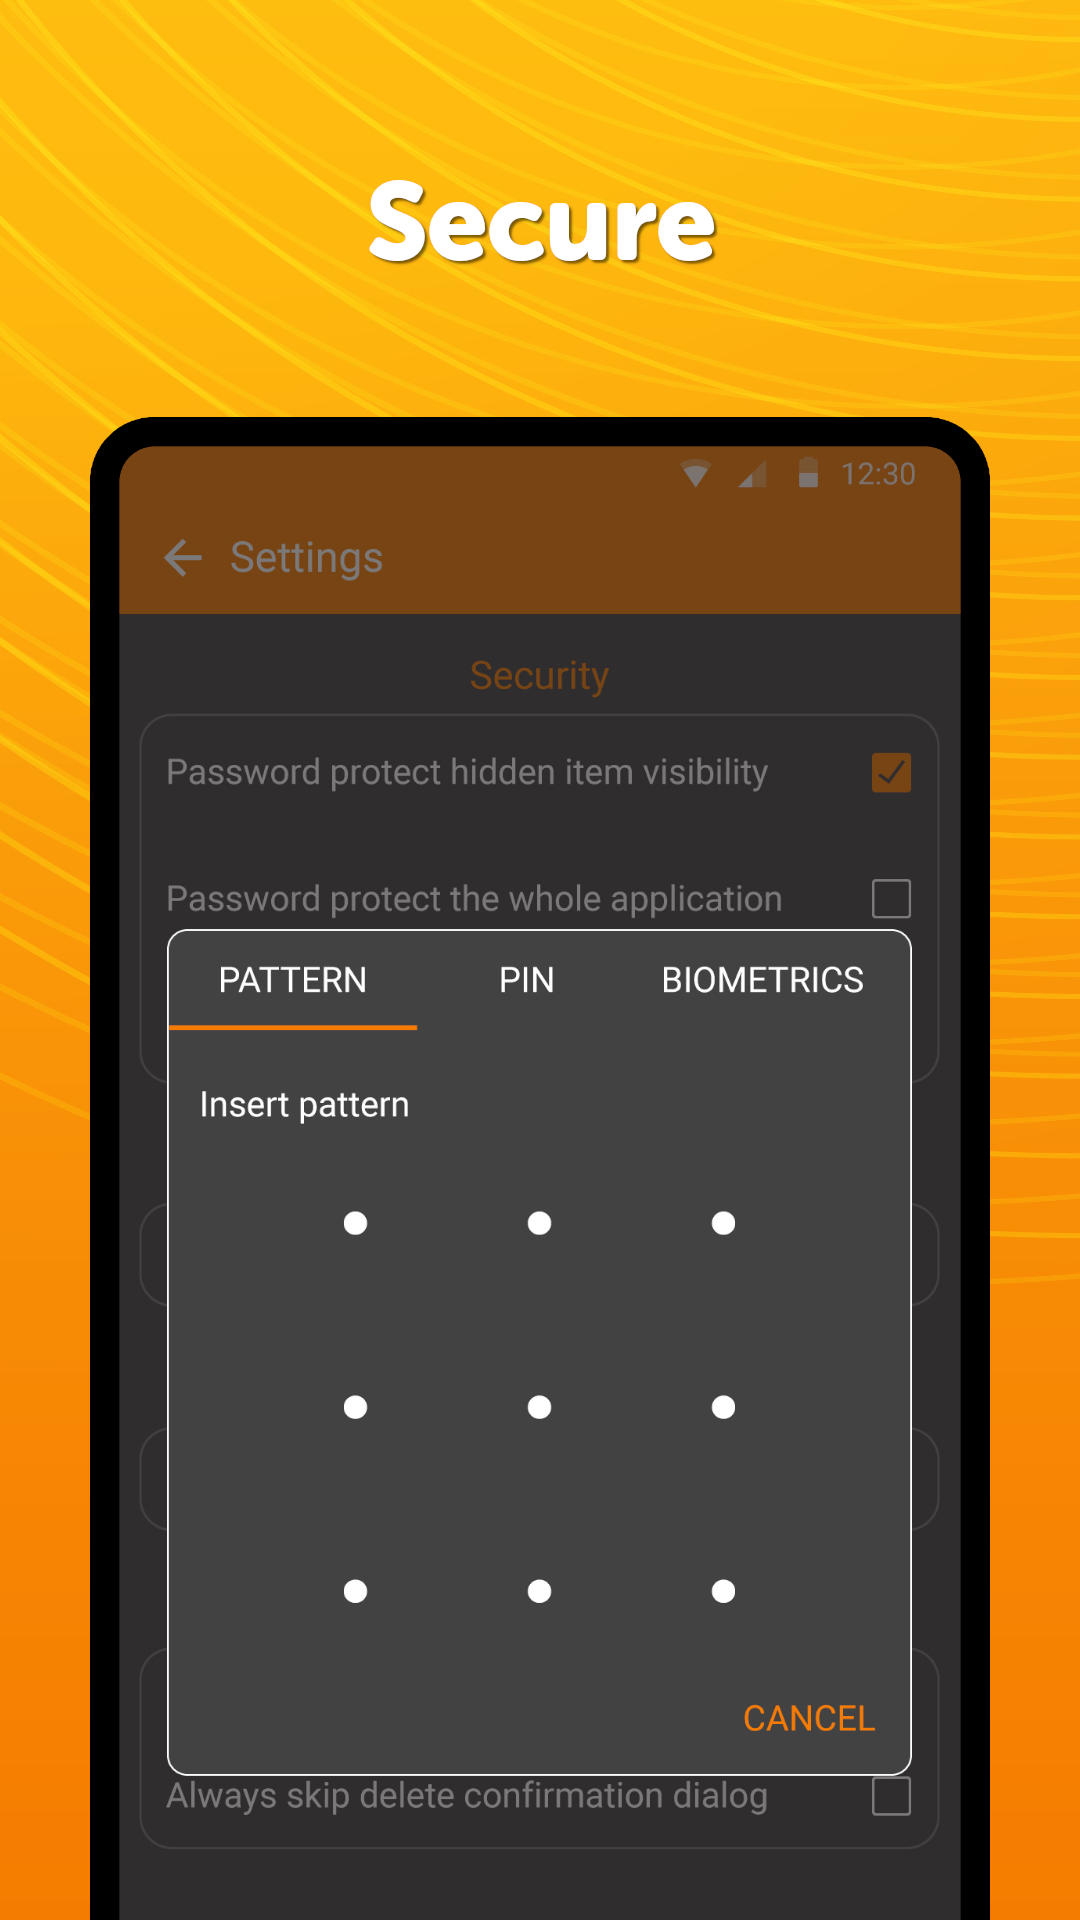 Secure
12:30
Settings
Security
Password protect hidden item visibility
Password protect the whole application
PATTERN PIN BIOMETRICS
Insert pattern
CANCEL
Always skip delete confirmation dialog